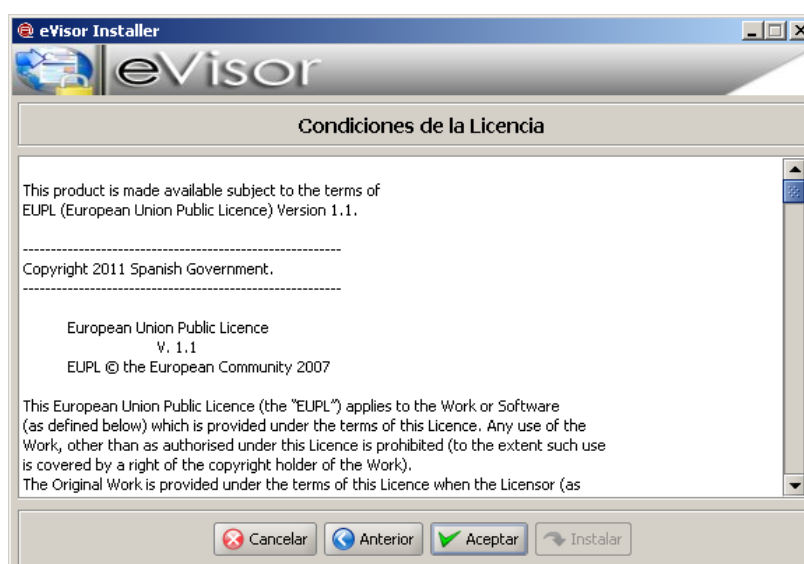 eVisor Installer
eVisor
Condiciones de la Licencia
This product is made available subject to the terms of
EUPL (European Union Public Licence) Version 1.1.
--------------------------------------------------------
Copyright 2011 Spanish Government.
--------------------------------------------------------
European Union Public Licence
V. 1.1
EUPL © the European Community 2007
This European Union Public Licence (the "EUPL") applies to the Work or Software
(as defined below) which is provided under the terms of this Licence. Any use of the
Work, other than as authorised under this Licence is prohibited (to the extent such use
is covered by a right of the copyright holder of the Work).
The Original Work is provided under the terms of this Licence when the Licensor (as
Cancelar Anterior Aceptar Instalar